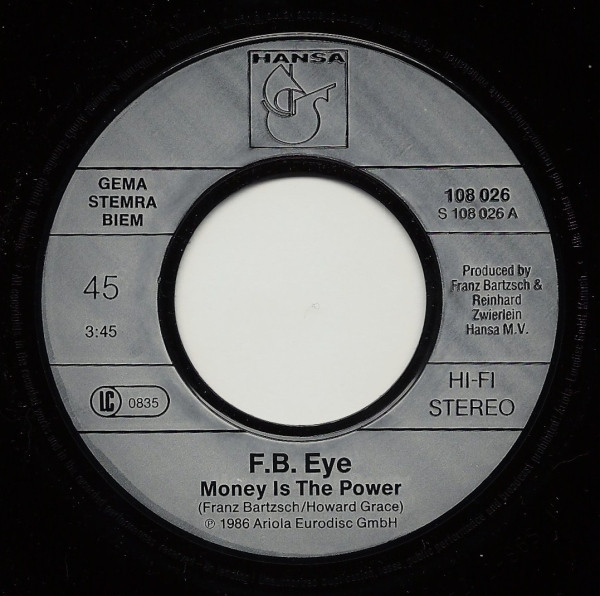 HANSA
GEMA
STEMRA
BIEM
108 026
S 108 026 A
45
3:45
Produced by
Franz Bartzsch &
Reinhard
Zwierlein
Hansa M.V.
LC 0835
HI-FI
STEREO
F.B. Eye
Money Is The Power
(Franz Bartzsch/Howard Grace)
℗ 1986 Ariola Eurodisc GmbH